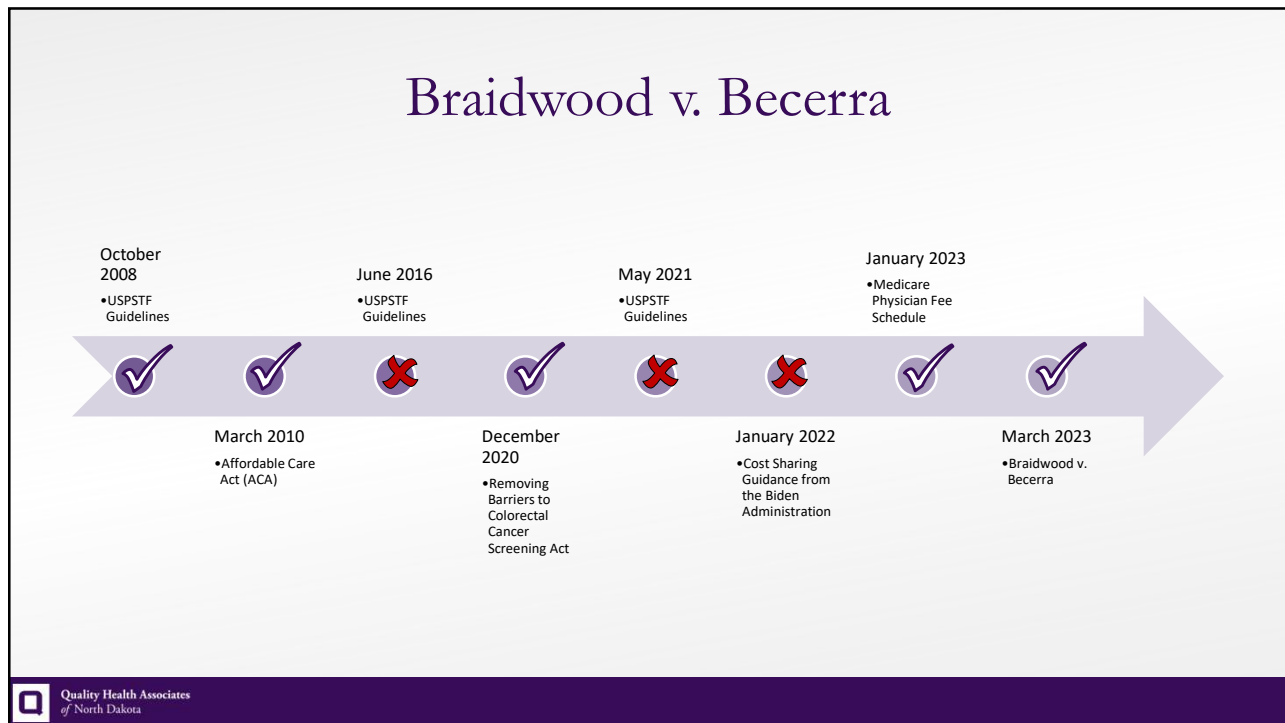 Braidwood v. Becerra
October
2008
•USPSTF
Guidelines
March 2010
•Affordable Care
Act (ACA)
June 2016
•USPSTF
Guidelines
December
2020
•Removing
Barriers to
Colorectal
Cancer
Screening Act
May 2021
•USPSTF
Guidelines
January 2022
•Cost Sharing
Guidance from
the Biden
Administration
January 2023
•Medicare
Physician Fee
Schedule
March 2023
•Braidwood v.
Becerra
Q
Quality Health Associates
of North Dakota